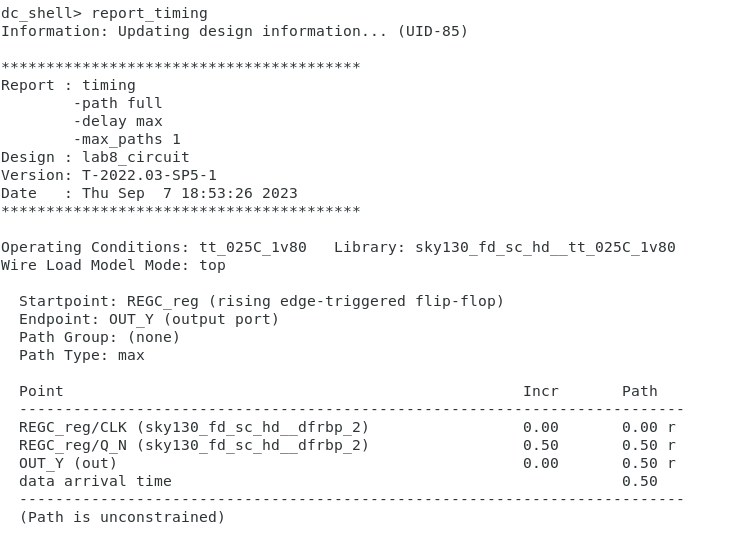 dc_shell> report_timing
Information: Updating design information... (UID-85)
****************************************
Report : timing
        -path full
        -delay max
        -max_paths 1
Design : lab8_circuit
Version: T-2022.03-SP5-1
Date   : Thu Sep  7 18:53:26 2023
****************************************
Operating Conditions: tt_025C_1v80   Library: sky130_fd_sc_hd__tt_025C_1v80
Wire Load Model Mode: top
  Startpoint: REGC_reg (rising edge-triggered flip-flop)
  Endpoint: OUT_Y (output port)
  Path Group: (none)
  Path Type: max
  Point                                                   Incr       Path
  --------------------------------------------------------------------------
  REGC_reg/CLK (sky130_fd_sc_hd__dfrbp_2)                 0.00       0.00 r
  REGC_reg/Q_N (sky130_fd_sc_hd__dfrbp_2)                 0.50       0.50 r
  OUT_Y (out)                                             0.00       0.50 r
  data arrival time                                                  0.50
  --------------------------------------------------------------------------
  (Path is unconstrained)